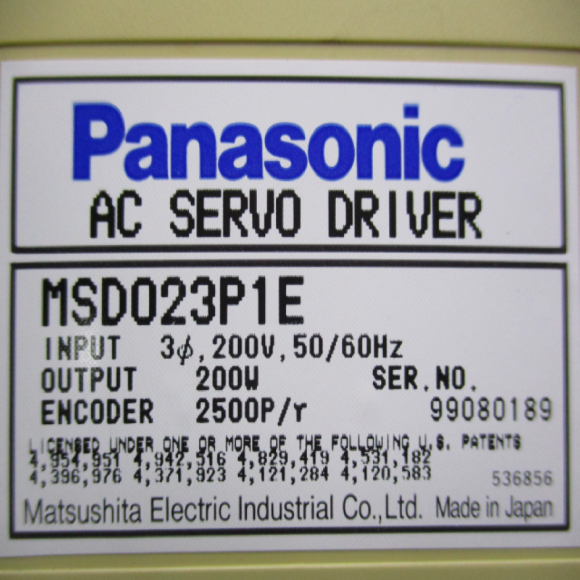 Panasonic
AC SERVO DRIVER
MSD023P1E
INPUT 3ϕ,200V,50/60Hz
OUTPUT 200W SER.NO.
ENCODER 2500P/r 99080189
LICENSED UNDER ONE OR MORE OF THE FOLLOWING U.S. PATENTS
4,954,951 4,942,516 4,829,419 4,531,182
4,396,976 4,371,923 4,121,284 4,120,583 536856
Matsushita Electric Industrial Co.,Ltd. Made in Japan